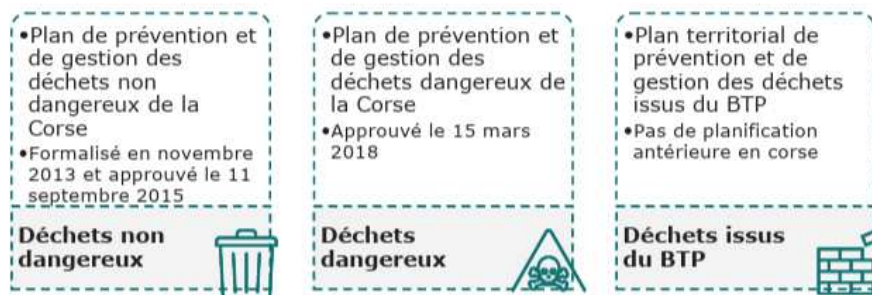 •Plan de prévention et
de gestion des
déchets non
dangereux de la
Corse
•Formalisé en novembre
2013 et approuvé le 11
septembre 2015
Déchets non
dangereux
•Plan de prévention et
de gestion des
déchets dangereux de
la Corse
•Approuvé le 15 mars
2018
Déchets
dangereux
•Plan territorial de
prévention et de
gestion des déchets
issus du BTP
•Pas de planification
antérieure en corse
Déchets issus
du BTP